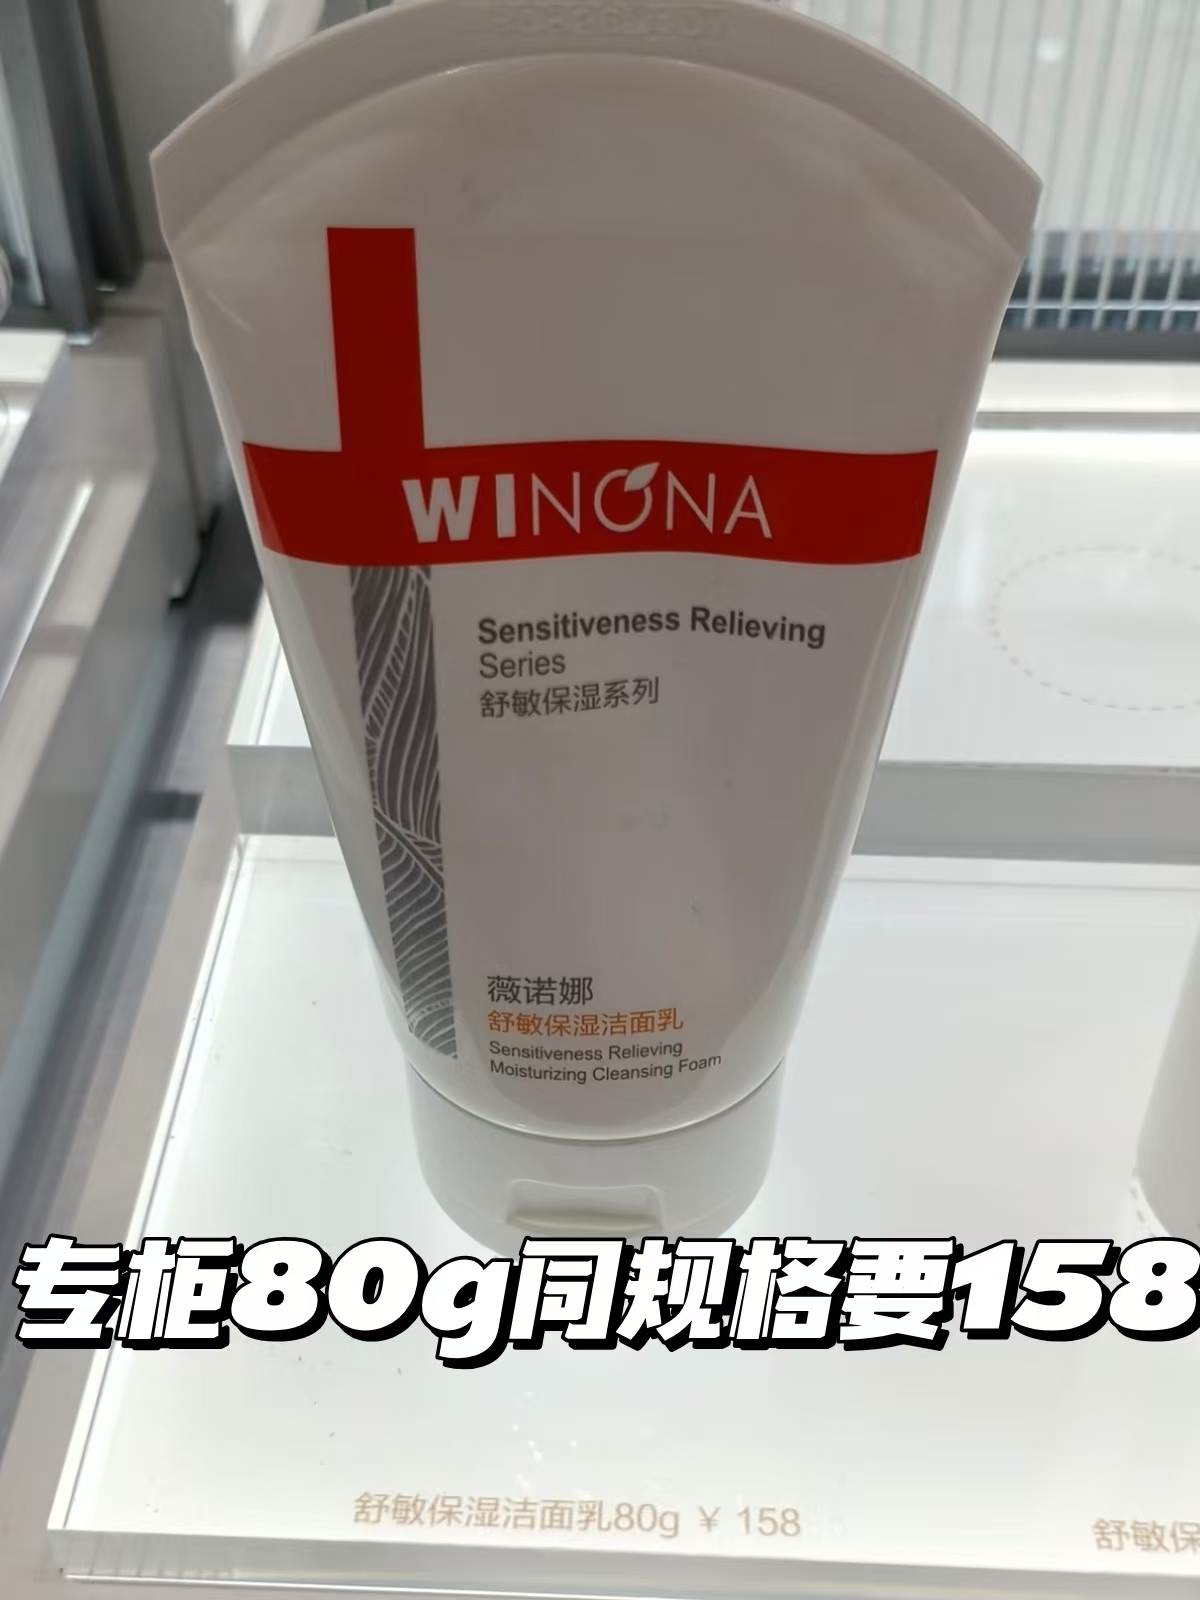 WINONA
Sensitiveness Relieving
Series
舒敏保湿系列
薇诺娜
舒敏保湿洁面乳
Sensitiveness Relieving
Moisturizing Cleansing Foam
专柜80g同规格要158
舒敏保湿洁面乳80g ¥ 158
舒敏保